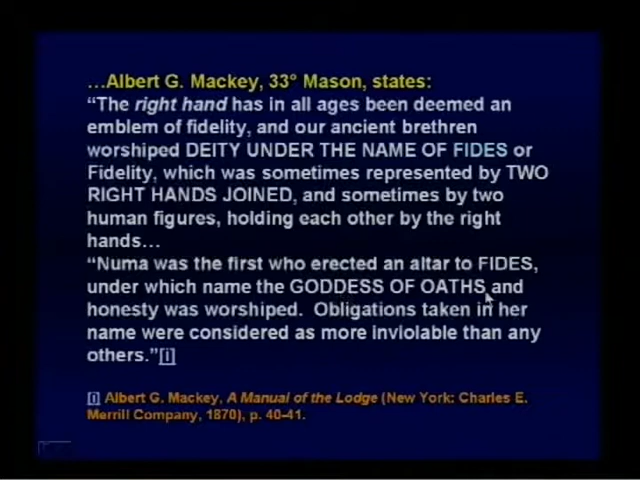 …Albert G. Mackey, 33° Mason, states:
“The right hand has in all ages been deemed an
emblem of fidelity, and our ancient brethren
worshiped DEITY UNDER THE NAME OF FIDES or
Fidelity, which was sometimes represented by TWO
RIGHT HANDS JOINED, and sometimes by two
human figures, holding each other by the right
hands…
“Numa was the first who erected an altar to FIDES,
under which name the GODDESS OF OATHS and
honesty was worshiped.  Obligations taken in her
name were considered as more inviolable than any
others.”[i]
[i] Albert G. Mackey, A Manual of the Lodge (New York: Charles E.
Merrill Company, 1870), p. 40-41.